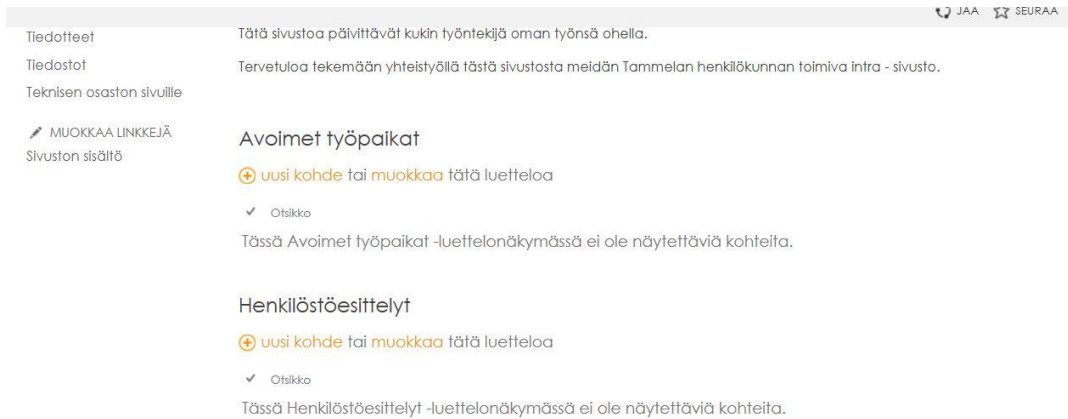 JAA SEURAA
Tiedotteet
Tiedostot
Teknisen osaston sivuille
MUOKKAA LINKKEJÄ
Sivuston sisältö
Tätä sivustoa päivittävät kukin työntekijä oman työnsä ohella.
Tervetuloa tekemään yhteistyöllä tästä sivustosta meidän Tammelan henkilökunnan toimiva intra - sivusto.
Avoimet työpaikat
uusi kohde tai muokkaa tätä luetteloa
Otsikko
Tässä Avoimet työpaikat -luettelonäkymässä ei ole näytettäviä kohteita.
Henkilöstöesittelyt
uusi kohde tai muokkaa tätä luetteloa
Otsikko
Tässä Henkilöstöesittelyt -luettelonäkymässä ei ole näytettäviä kohteita.